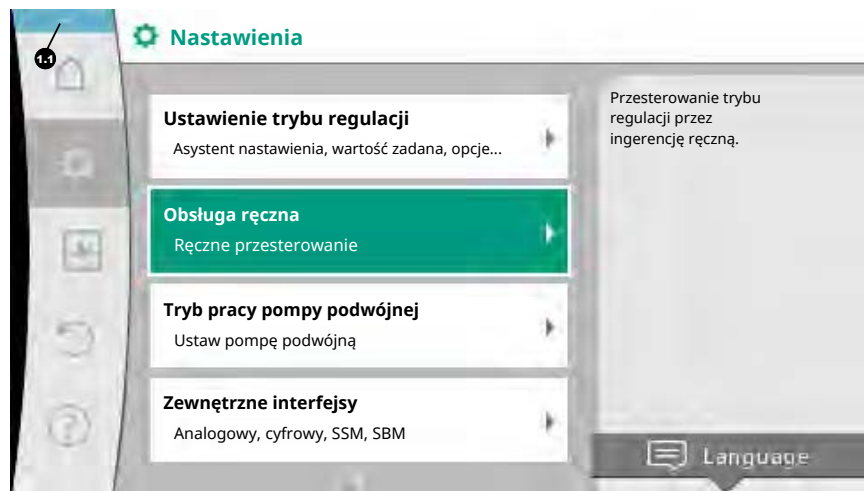 1.1
Nastawienia
Ustawienie trybu regulacji
Asystent nastawienia, wartość zadana, opcje...
Obsługa ręczna
Ręczne przesterowanie
Tryb pracy pompy podwójnej
Ustaw pompę podwójną
Zewnętrzne interfejsy
Analogowy, cyfrowy, SSM, SBM
Przesterowanie trybu
regulacji przez
ingerencję ręczną.
Language